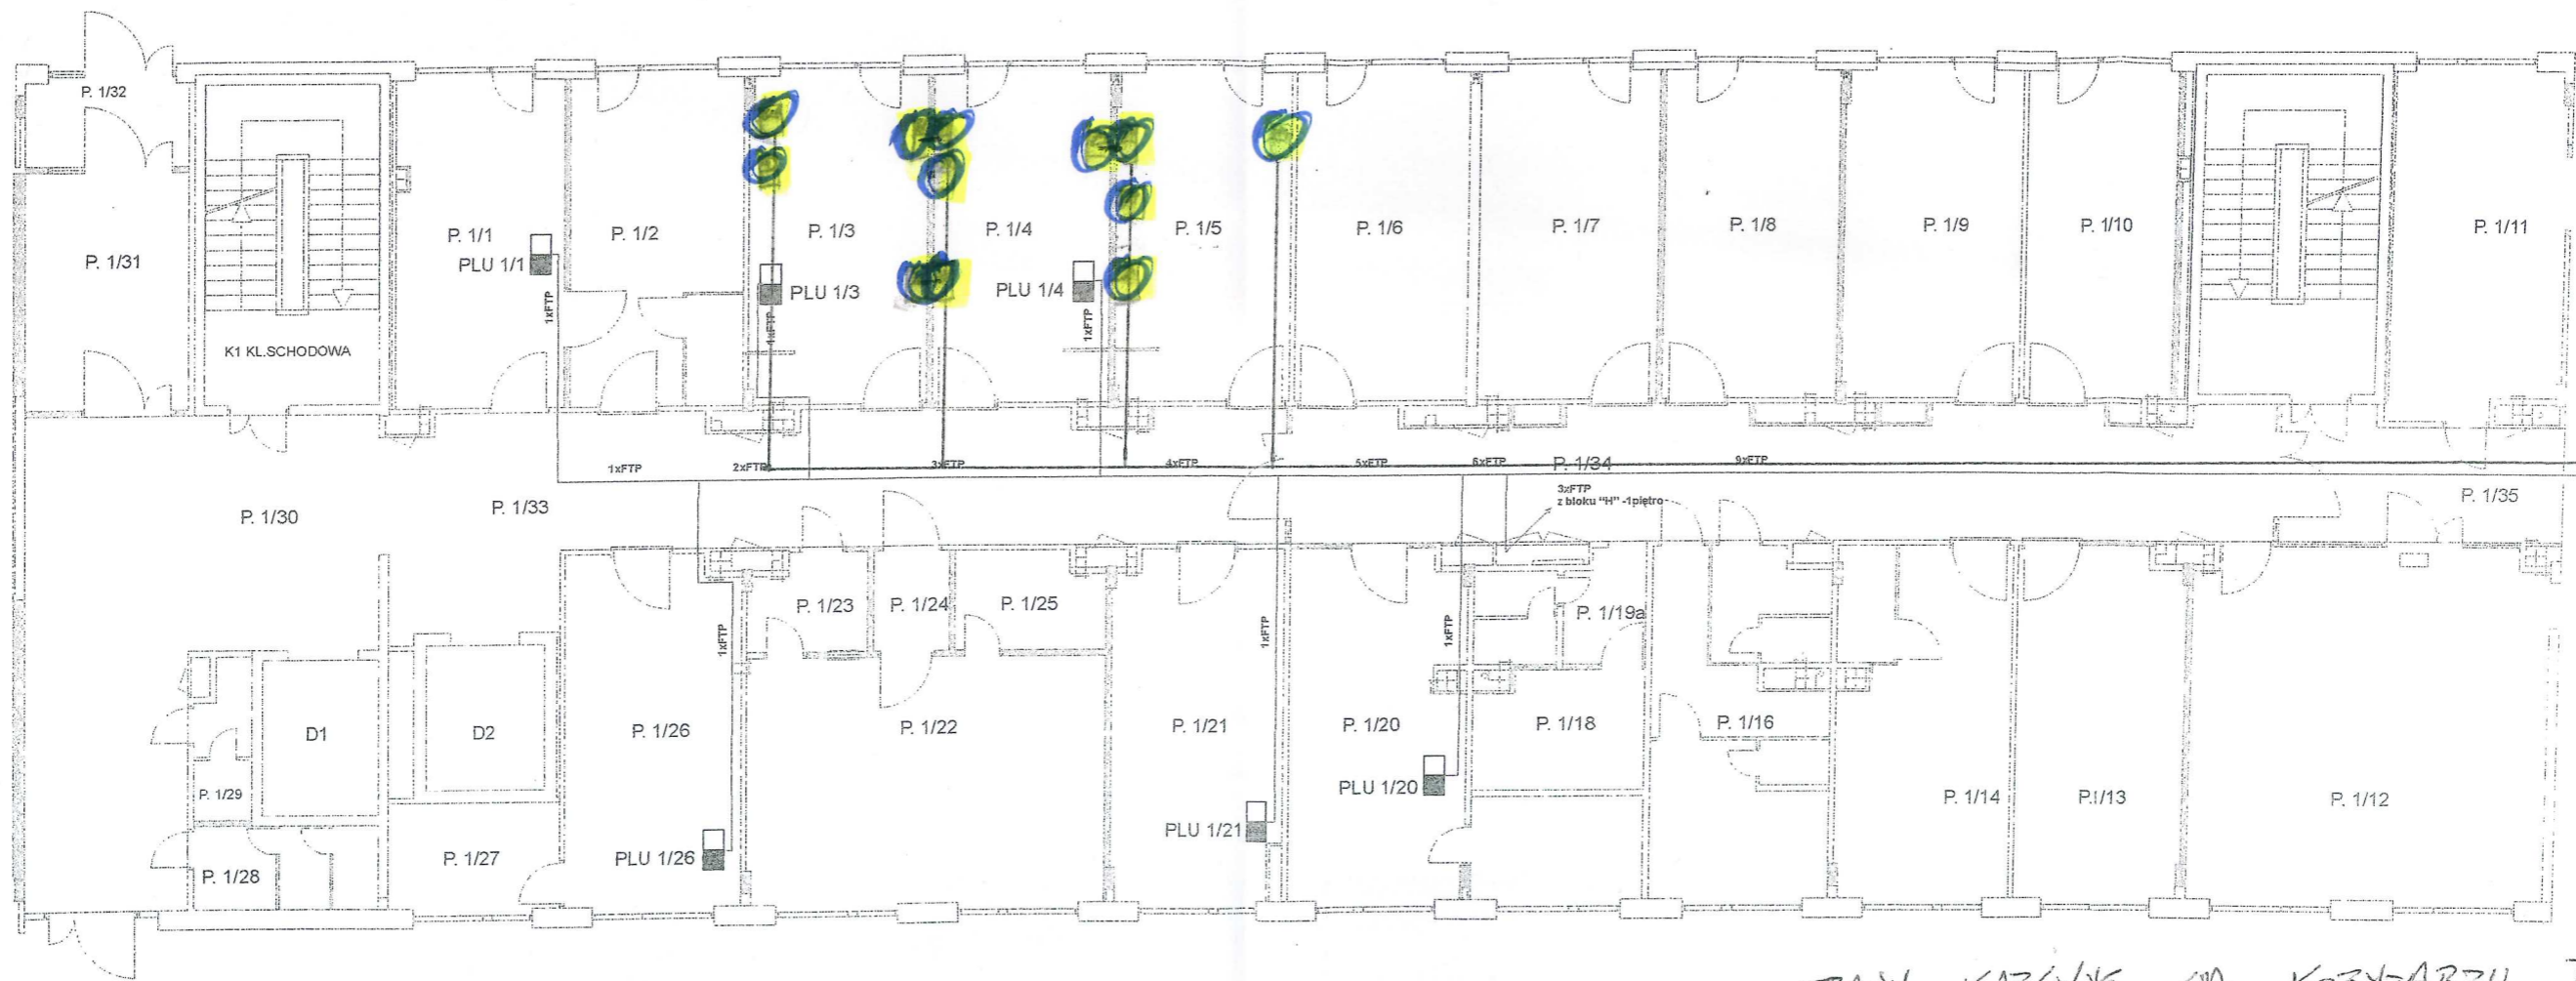 P. 1/32
P. 1/31
K1 KL.SCHODOWA
P. 1/1
PLU 1/1
1xFTP
P. 1/2
P. 1/3
PLU 1/3
1xFTP
P. 1/4
PLU 1/4
1xFTP
P. 1/5
P. 1/6
P. 1/7
P. 1/8
P. 1/9
P. 1/10
P. 1/11
1xFTP
2xFTP
3xFTP
4xFTP
5xFTP
6xFTP
P. 1/34
9xFTP
3xFTP
z bloku "H" -1piętro
P. 1/35
P. 1/30
P. 1/33
1xFTP
P. 1/23
P. 1/24
P. 1/25
1xFTP
1xFTP
P. 1/19a
D1
D2
P. 1/26
P. 1/22
P. 1/21
P. 1/20
P. 1/18
P. 1/16
P. 1/29
PLU 1/20
P. 1/14
P.I/13
P. 1/12
PLU 1/21
P. 1/28
P. 1/27
PLU 1/26